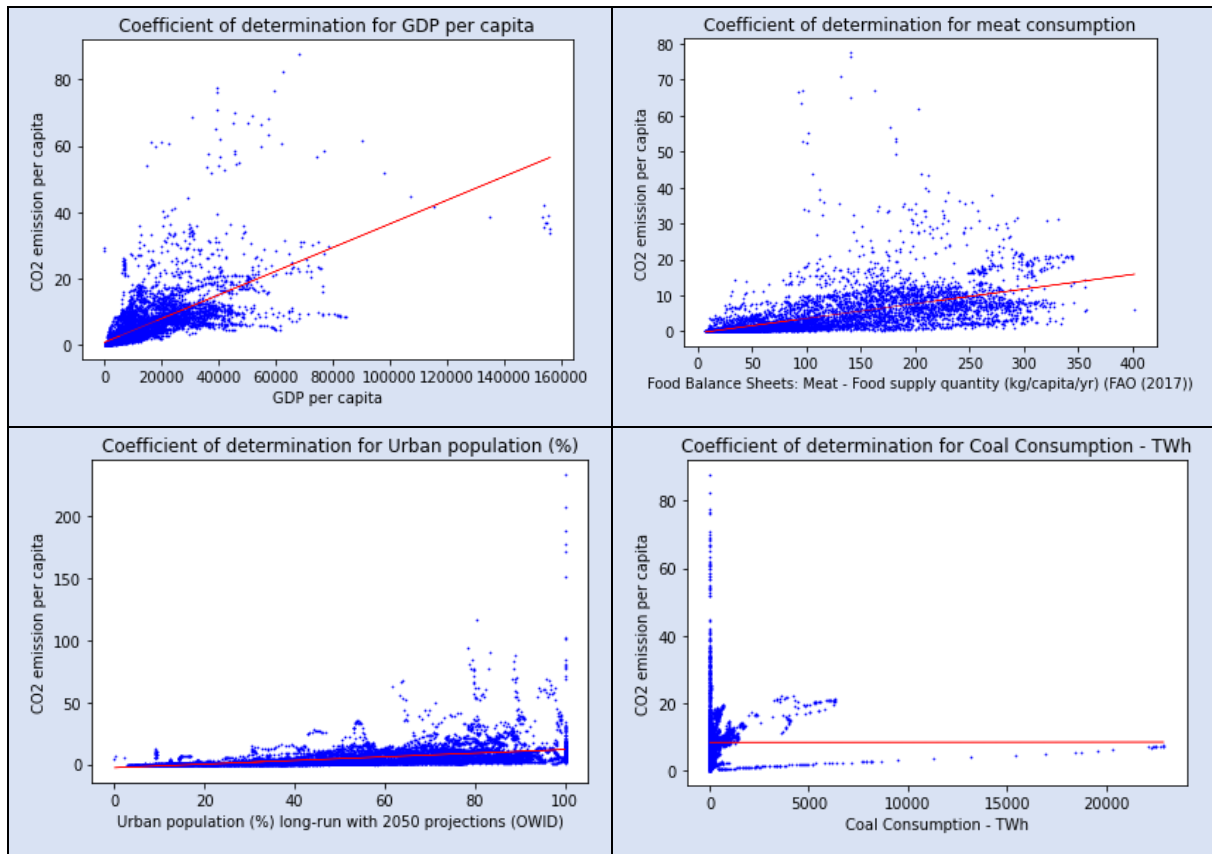 Coefficient of determination for GDP per capita
80
60
40
20
0
CO2 emission per capita
0 20000 40000 60000 80000 100000 120000 140000 160000
GDP per capita
Coefficient of determination for meat consumption
80
70
60
50
40
30
20
10
0
CO2 emission per capita
0 50 100 150 200 250 300 350 400
Food Balance Sheets: Meat - Food supply quantity (kg/capita/yr) (FAO (2017))
Coefficient of determination for Urban population (%)
200
150
100
50
0
CO2 emission per capita
0 20 40 60 80 100
Urban population (%) long-run with 2050 projections (OWID)
Coefficient of determination for Coal Consumption - TWh
80
60
40
20
0
CO2 emission per capita
0 5000 10000 15000 20000
Coal Consumption - TWh